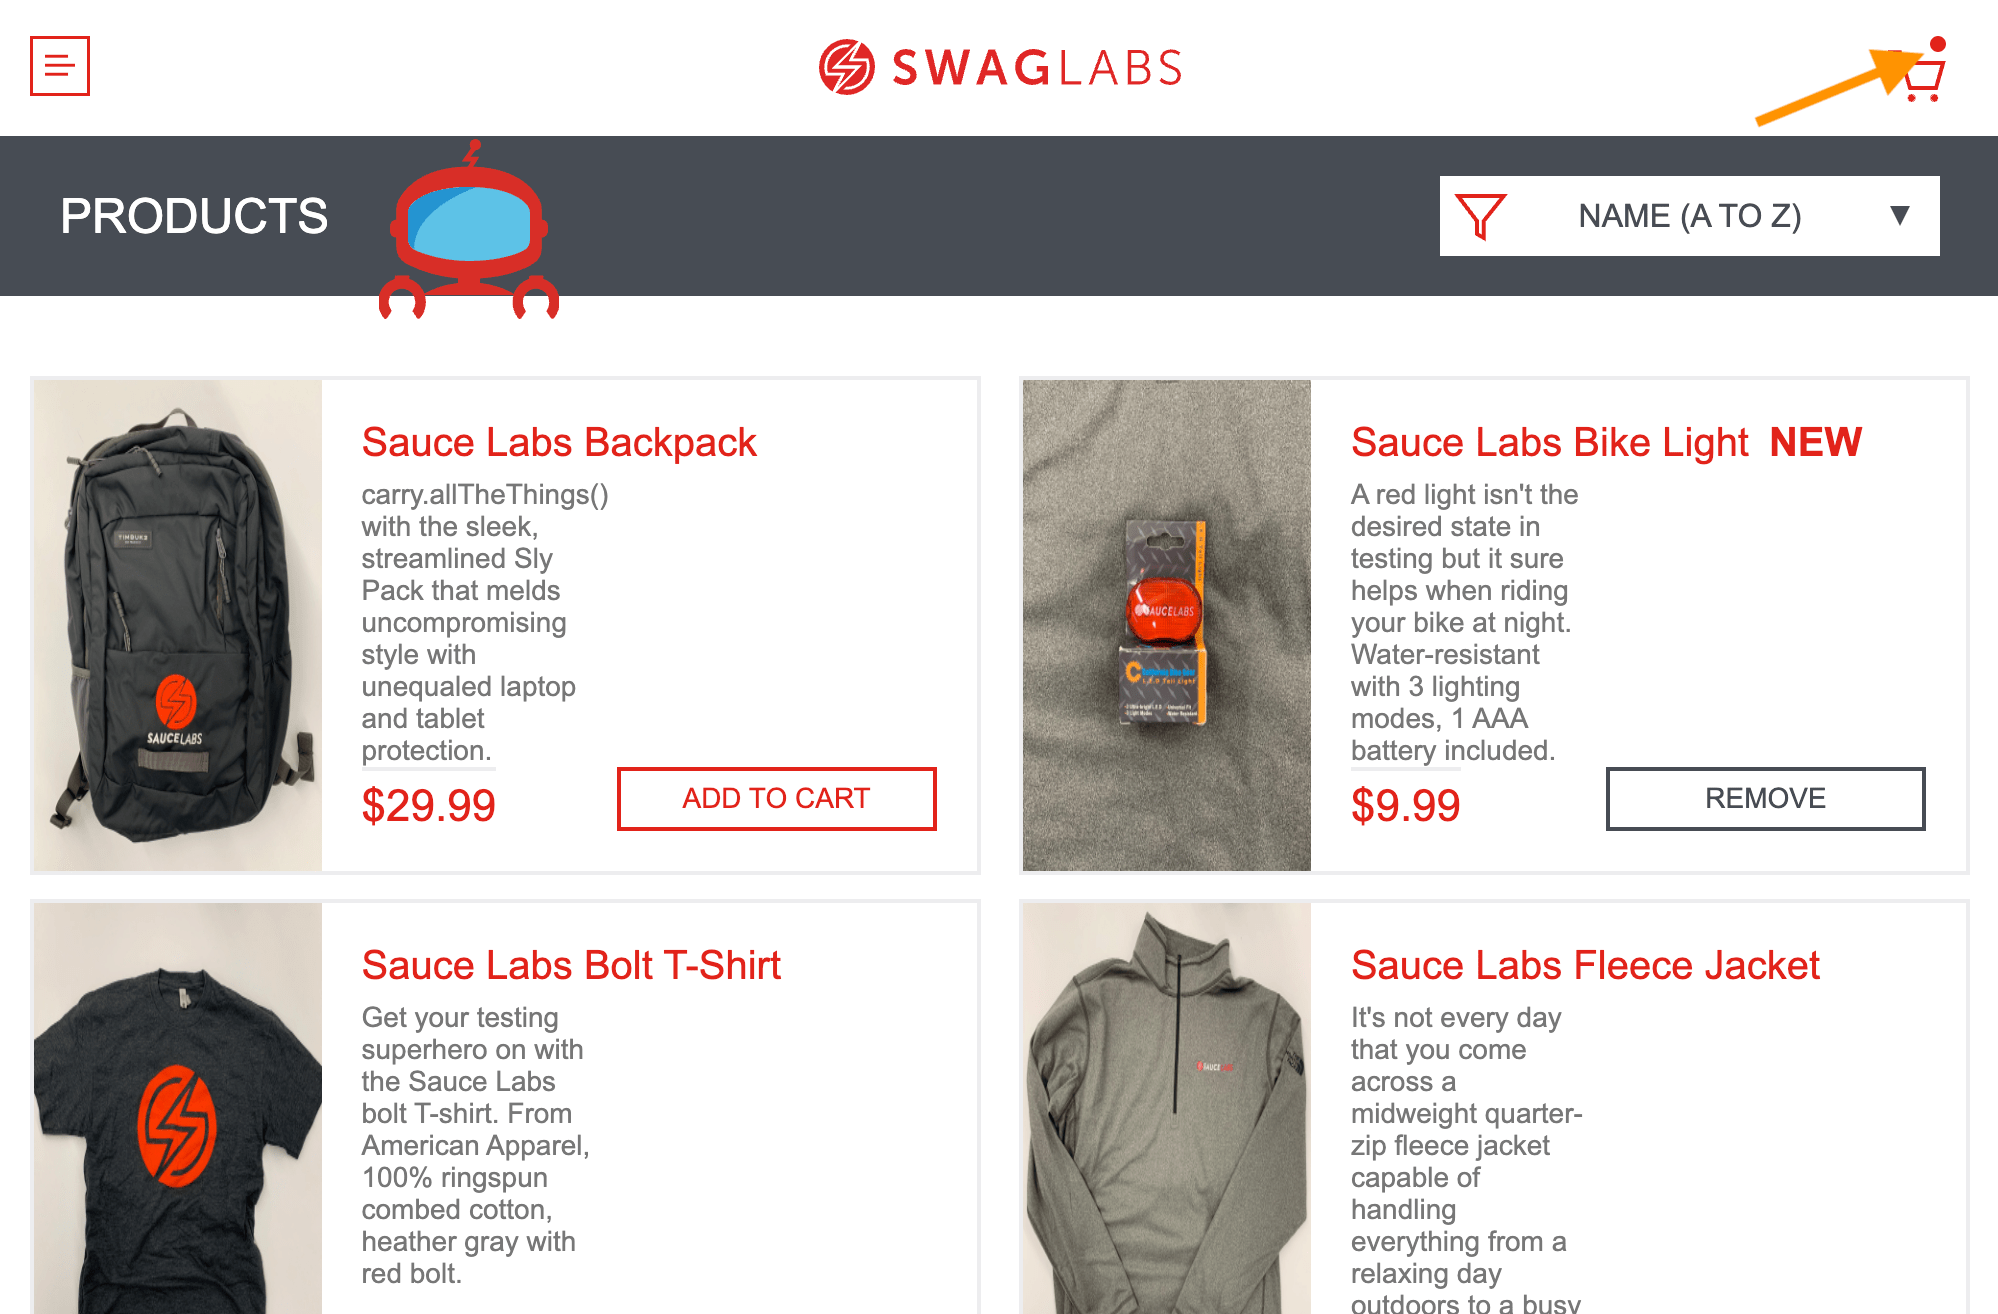 SWAGLABS
PRODUCTS
NAME (A TO Z)
Sauce Labs Backpack
carry.allTheThings()
with the sleek,
streamlined Sly
Pack that melds
uncompromising
style with
unequaled laptop
and tablet
protection.
$29.99
ADD TO CART
TIMBUK2
SAUCELABS
Sauce Labs Bike Light NEW
A red light isn't the
desired state in
testing but it sure
helps when riding
your bike at night.
Water-resistant
with 3 lighting
modes, 1 AAA
battery included.
$9.99
REMOVE
SAUCELABS
L.E.D Tail Light
Sauce Labs Bolt T-Shirt
Get your testing
superhero on with
the Sauce Labs
bolt T-shirt. From
American Apparel,
100% ringspun
combed cotton,
heather gray with
red bolt.
Sauce Labs Fleece Jacket
It's not every day
that you come
across a
midweight quarter-
zip fleece jacket
capable of
handling
everything from a
relaxing day
outdoors to a busy
SAUCELABS